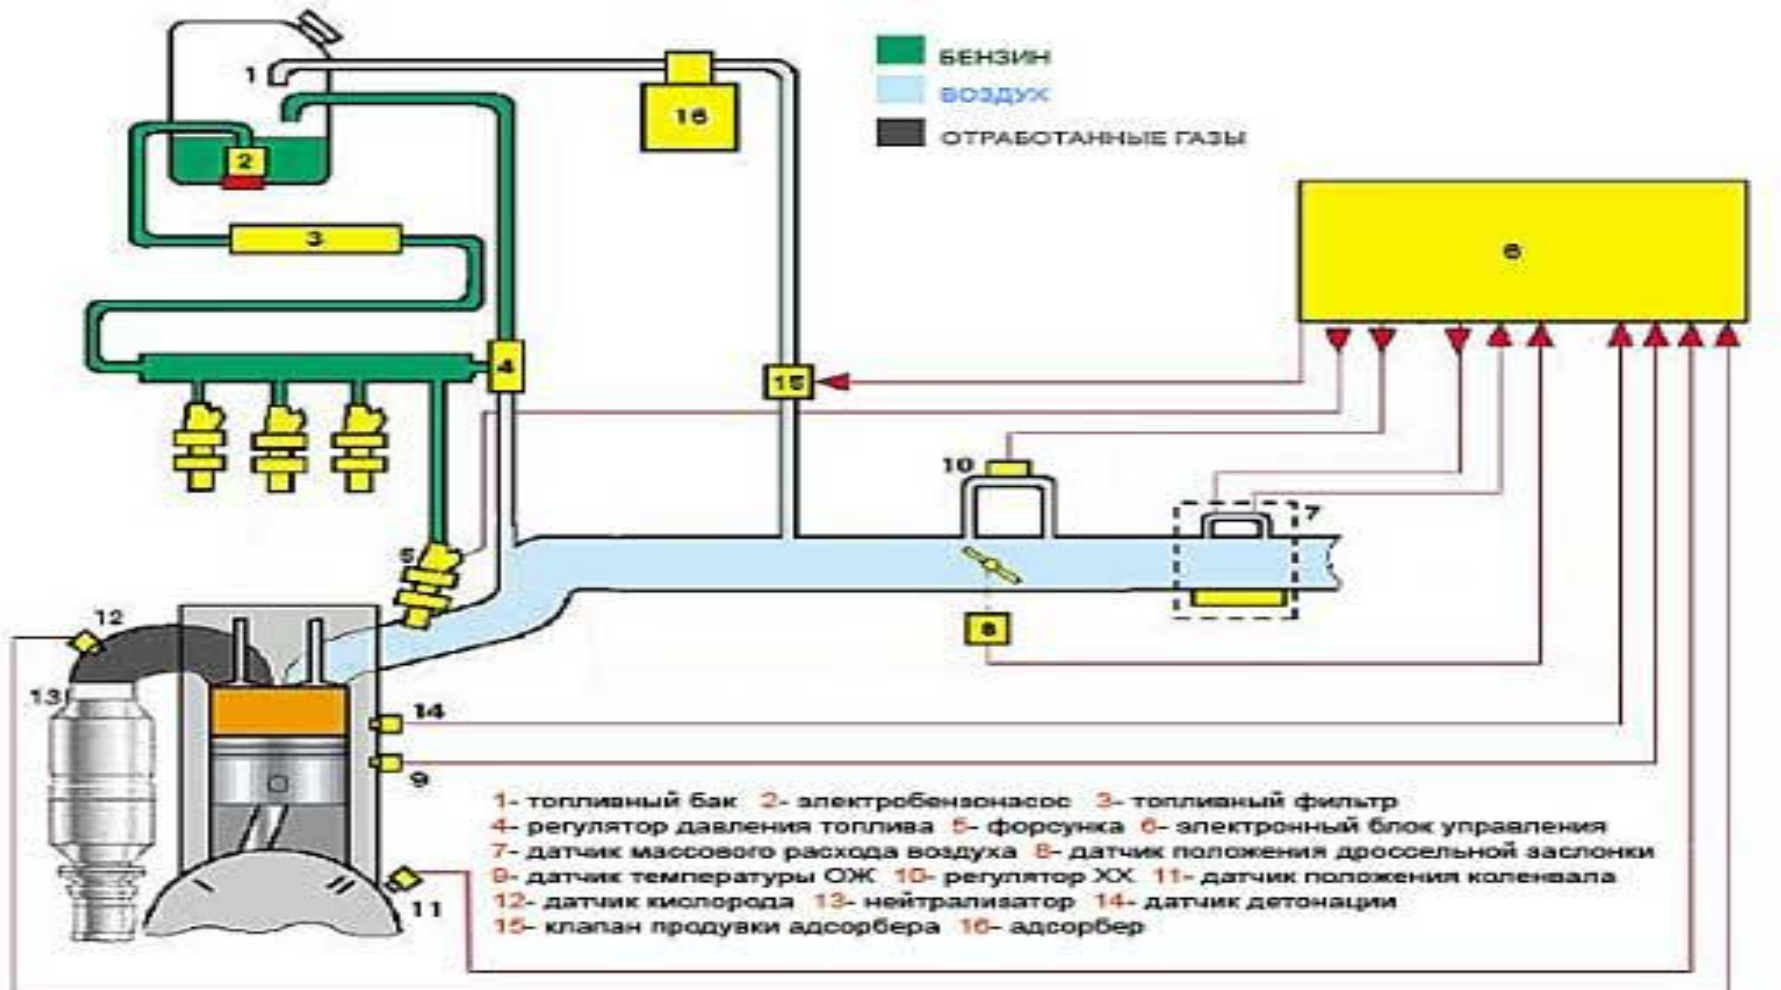 БЕНЗИН
ВОЗДУХ
ОТРАБОТАННЫЕ ГАЗЫ
1
16
2
3
6
4
15
10
7
5
8
12
13
14
9
11
1- топливный бак 2- электробензонасос 3- топливный фильтр
4- регулятор давления топлива 5- форсунка 6- электронный блок управления
7- датчик массового расхода воздуха 8- датчик положения дроссельной заслонки
9- датчик температуры ОЖ 10- регулятор ХХ 11- датчик положения коленвала
12- датчик кислорода 13- нейтрализатор 14- датчик детонации
15- клапан продувки адсорбера 16- адсорбер